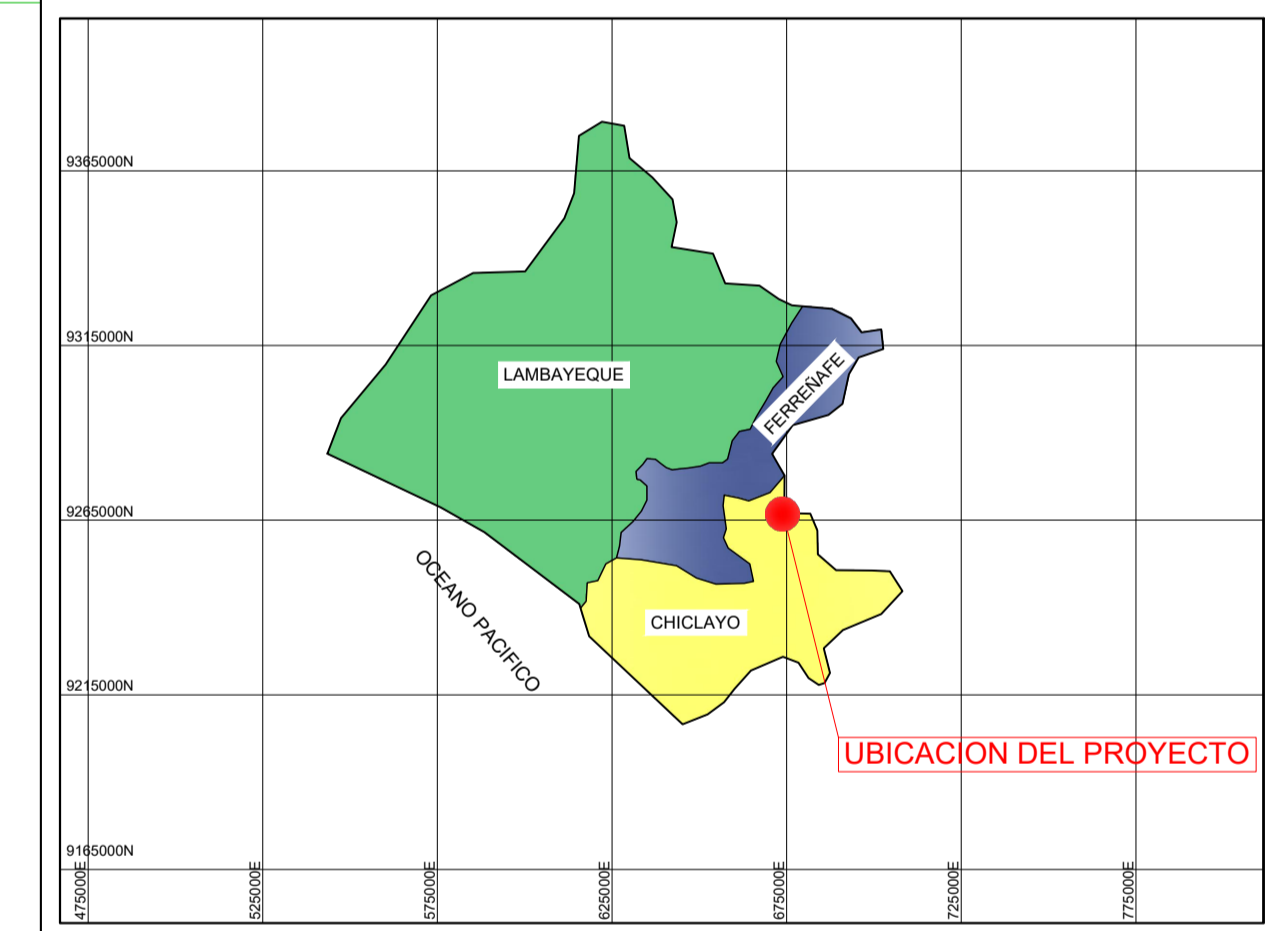 9365000N
9315000N
LAMBAYEQUE
FERREÑAFE
9265000N
OCEANO PACIFICO
CHICLAYO
9215000N
UBICACION DEL PROYECTO
9165000N
475000E
525000E
575000E
625000E
675000E
725000E
775000E